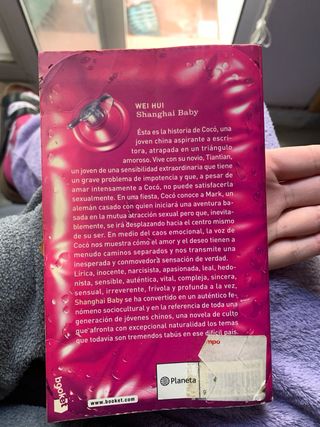 WEI HUI
Shanghai Baby
Ésta es la historia de Cocó, una
joven china aspirante a escri-
tora, atrapada en un triángulo
amoroso. Vive con su novio, Tiantian,
un joven de una sensibilidad extraordinaria que tiene
un grave problema de impotencia y que, a pesar de
amar intensamente a Cocó, no puede satisfacerla
sexualmente. En una fiesta, Cocó conoce a Mark, un
alemán casado con quien iniciará una aventura ba-
sada en la mutua atracción sexual pero que, inevita-
blemente, se irá desplazando hacia el centro mismo
de su ser. En medio del caos emocional, la voz de
Cocó nos muestra cómo el amor y el deseo tienen a
menudo caminos separados y nos transmite una
inesperada y conmovedora sensación de verdad.
Lírica, inocente, narcisista, apasionada, leal, hedo-
nista, sensible, auténtica, vital, compleja, sincera,
sensual, irreverente, frívola y profunda a la vez,
Shanghai Baby se ha convertido en un auténtico fe-
nómeno sociocultural y en la referencia de toda una
generación de jóvenes chinos, una novela de culto
que afronta con excepcional naturalidad los temas
que todavía son tremendos tabús en ese difícil país.
mpo
booket
www.booket.com
Planeta
9